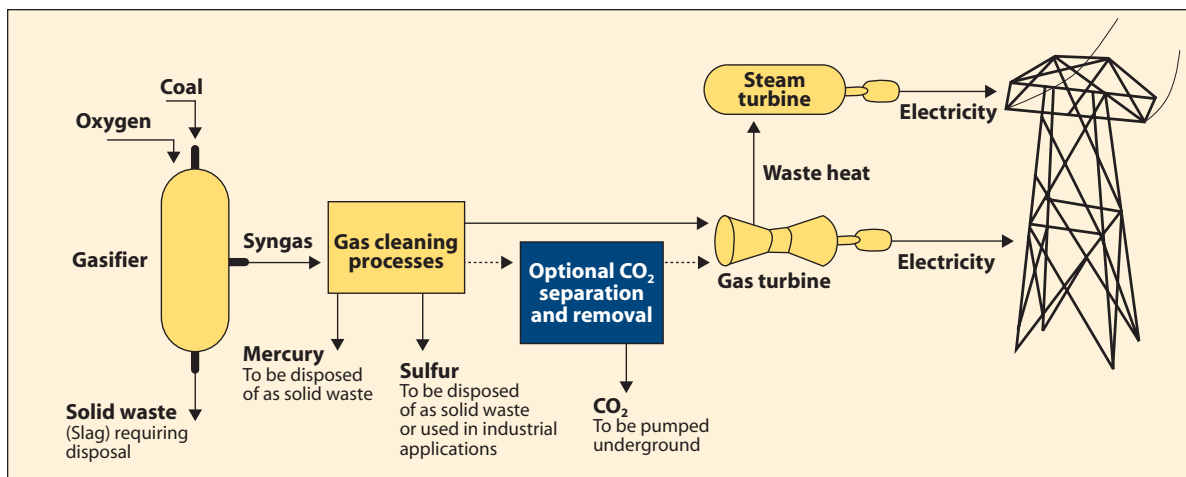 Coal
Oxygen
Gasifier
Syngas
Solid waste
(Slag) requiring
disposal
Gas cleaning
processes
Mercury
To be disposed
of as solid waste
Sulfur
To be disposed
of as solid waste
or used in industrial
applications
Optional CO₂
separation
and removal
CO₂
To be pumped
underground
Steam
turbine
Electricity
Waste heat
Gas turbine
Electricity